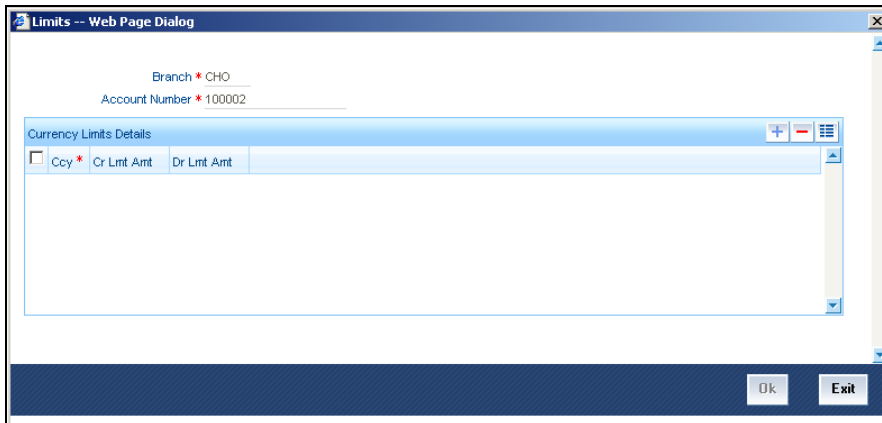 Limits -- Web Page Dialog
Branch * CHO
Account Number * 100002
Currency Limits Details
Ccy * Cr Lmt Amt Dr Lmt Amt
Ok Exit